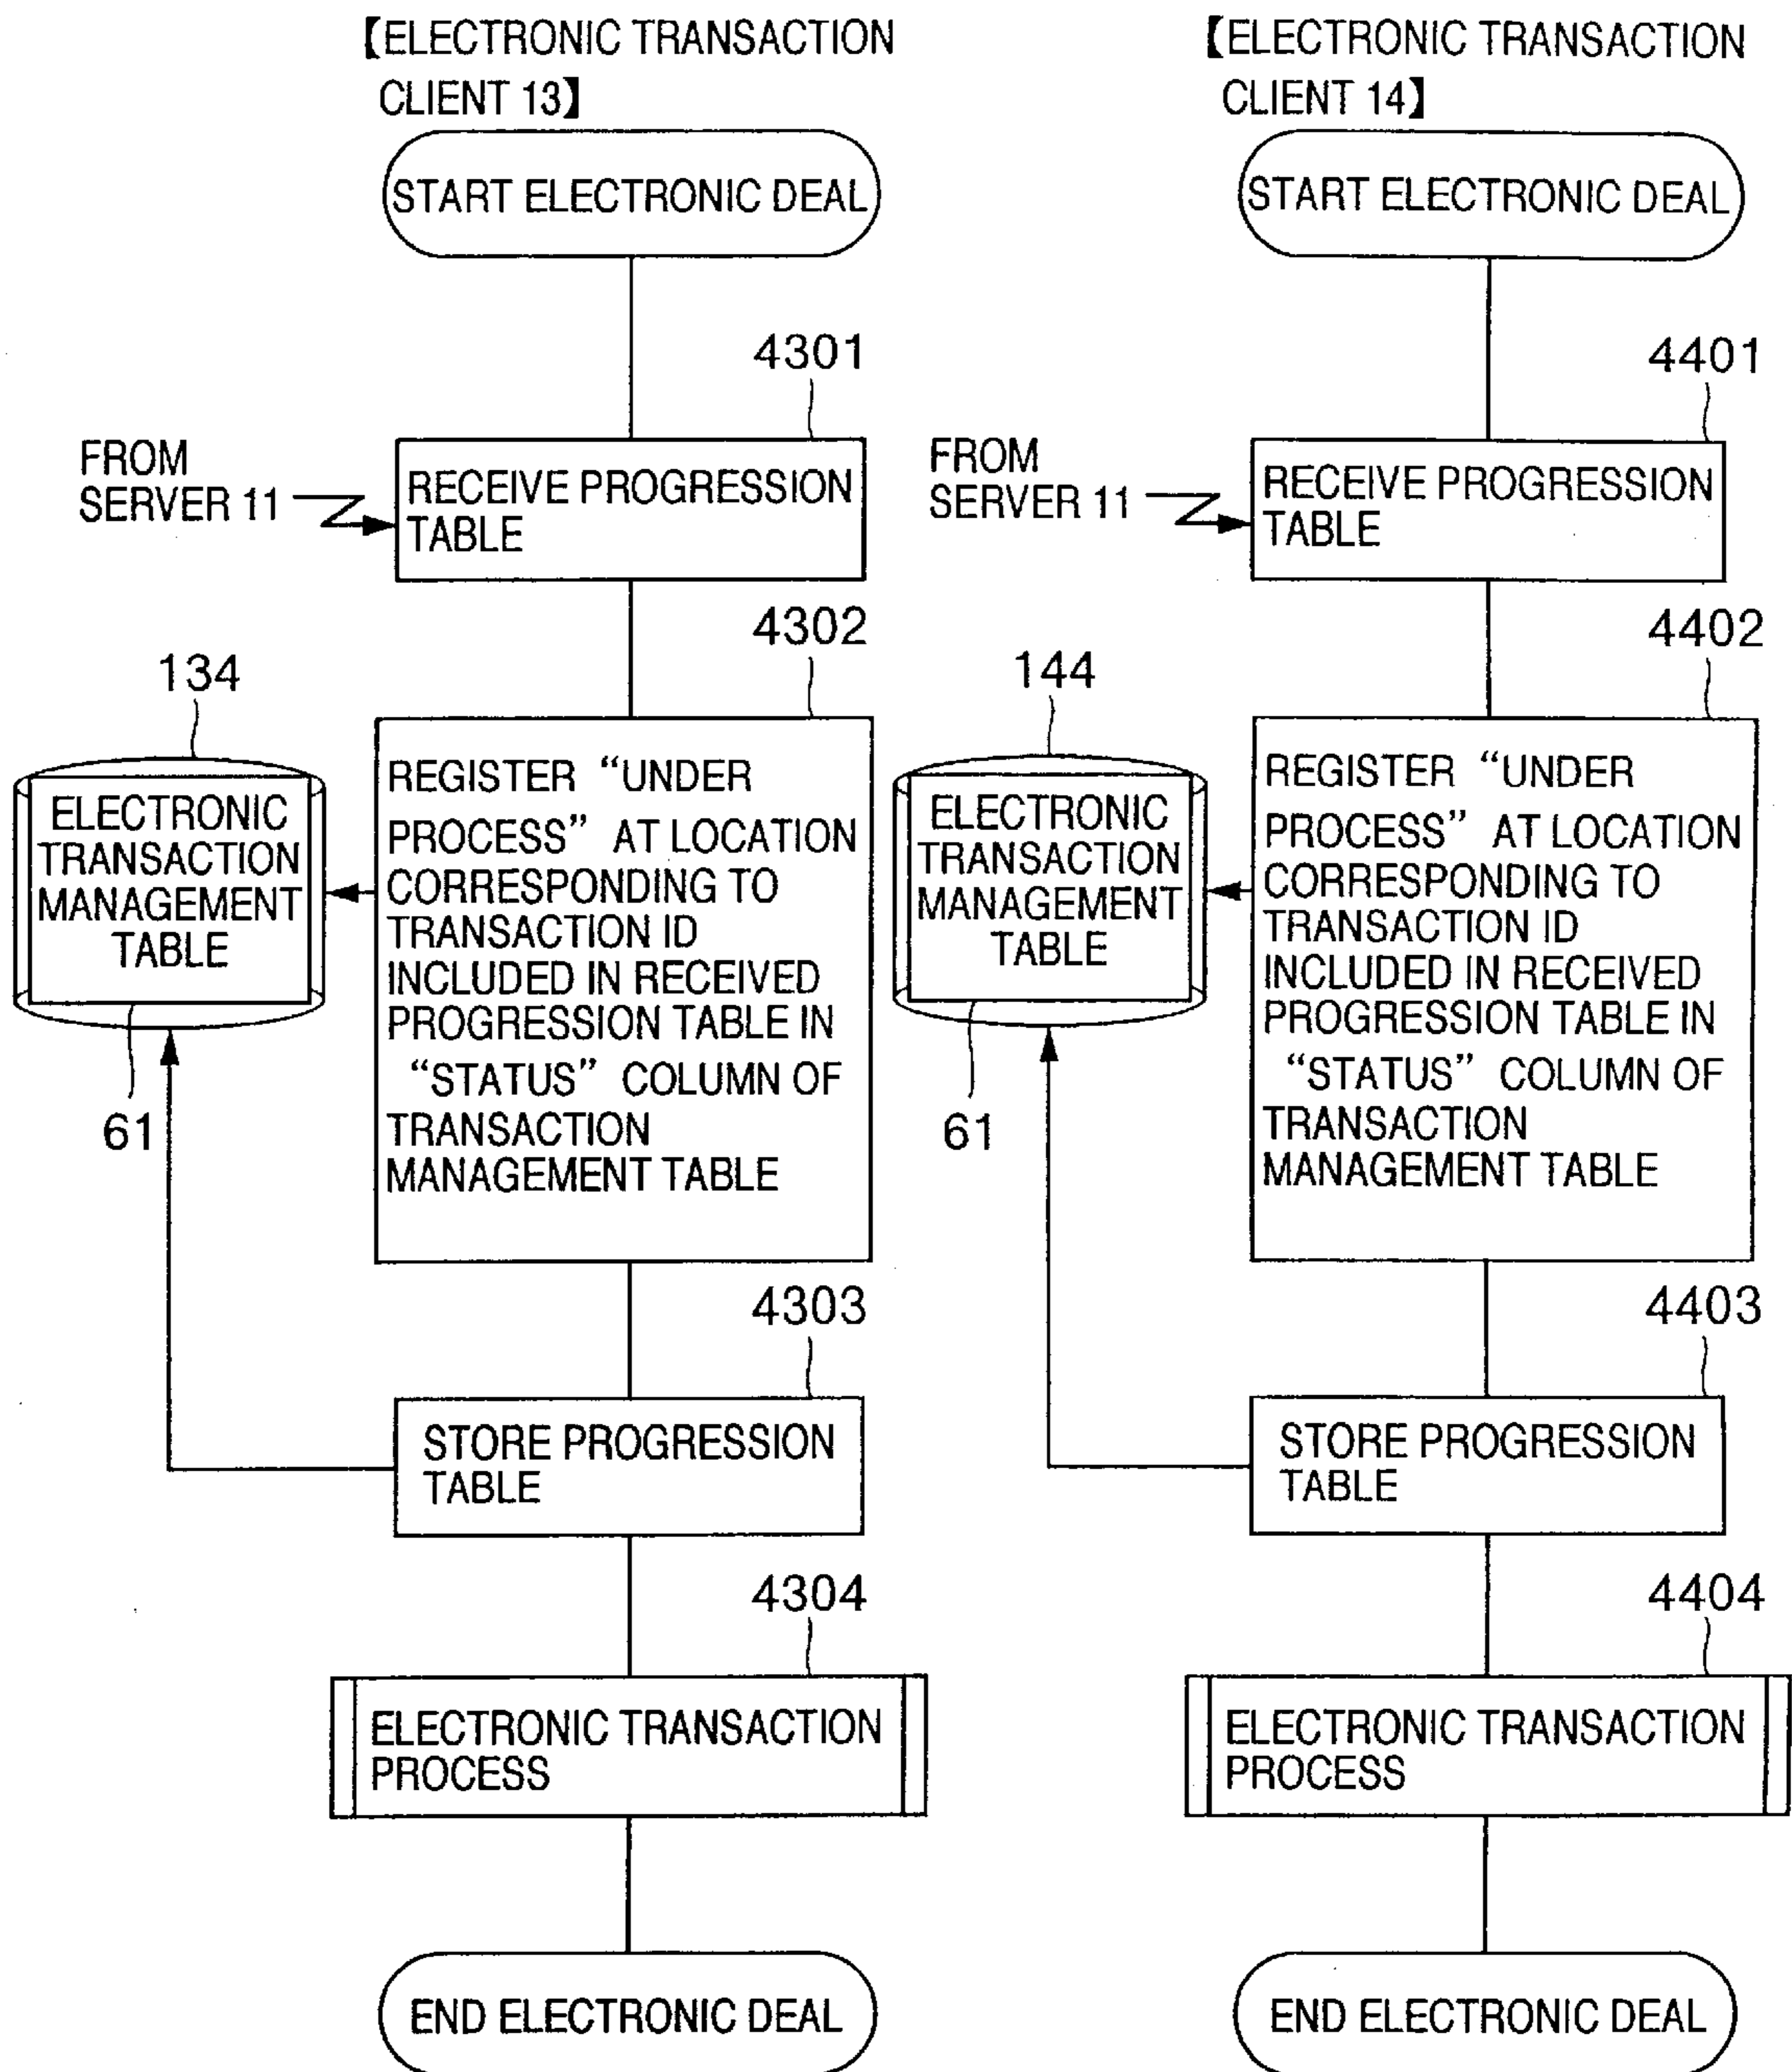 【ELECTRONIC TRANSACTION
CLIENT 13】
START ELECTRONIC DEAL
4301
FROM
SERVER 11
RECEIVE PROGRESSION
TABLE
4302
134
ELECTRONIC
TRANSACTION
MANAGEMENT
TABLE
61
REGISTER “UNDER
PROCESS” AT LOCATION
CORRESPONDING TO
TRANSACTION ID
INCLUDED IN RECEIVED
PROGRESSION TABLE IN
“STATUS” COLUMN OF
TRANSACTION
MANAGEMENT TABLE
4303
STORE PROGRESSION
TABLE
4304
ELECTRONIC TRANSACTION
PROCESS
END ELECTRONIC DEAL
【ELECTRONIC TRANSACTION
CLIENT 14】
START ELECTRONIC DEAL
4401
FROM
SERVER 11
RECEIVE PROGRESSION
TABLE
4402
144
ELECTRONIC
TRANSACTION
MANAGEMENT
TABLE
61
REGISTER “UNDER
PROCESS” AT LOCATION
CORRESPONDING TO
TRANSACTION ID
INCLUDED IN RECEIVED
PROGRESSION TABLE IN
“STATUS” COLUMN OF
TRANSACTION
MANAGEMENT TABLE
4403
STORE PROGRESSION
TABLE
4404
ELECTRONIC TRANSACTION
PROCESS
END ELECTRONIC DEAL